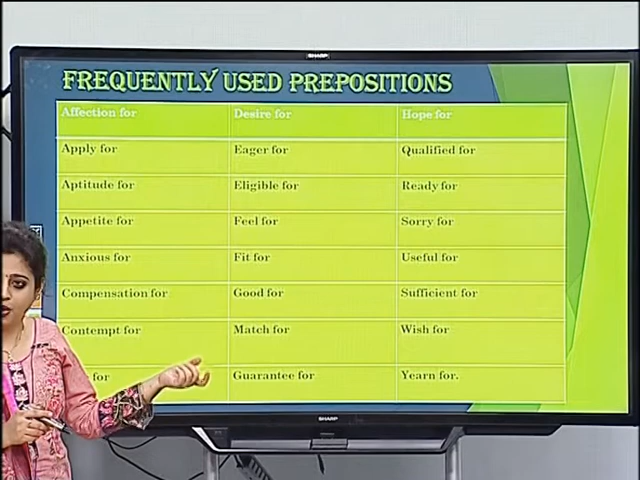 SHARP
FREQUENTLY USED PREPOSITIONS
Affection for Desire for Hope for
Apply for Eager for Qualified for
Aptitude for Eligible for Ready for
Appetite for Feel for Sorry for
Anxious for Fit for Useful for
Compensation for Good for Sufficient for
Contempt for Match for Wish for
for Guarantee for Yearn for.
SHARP